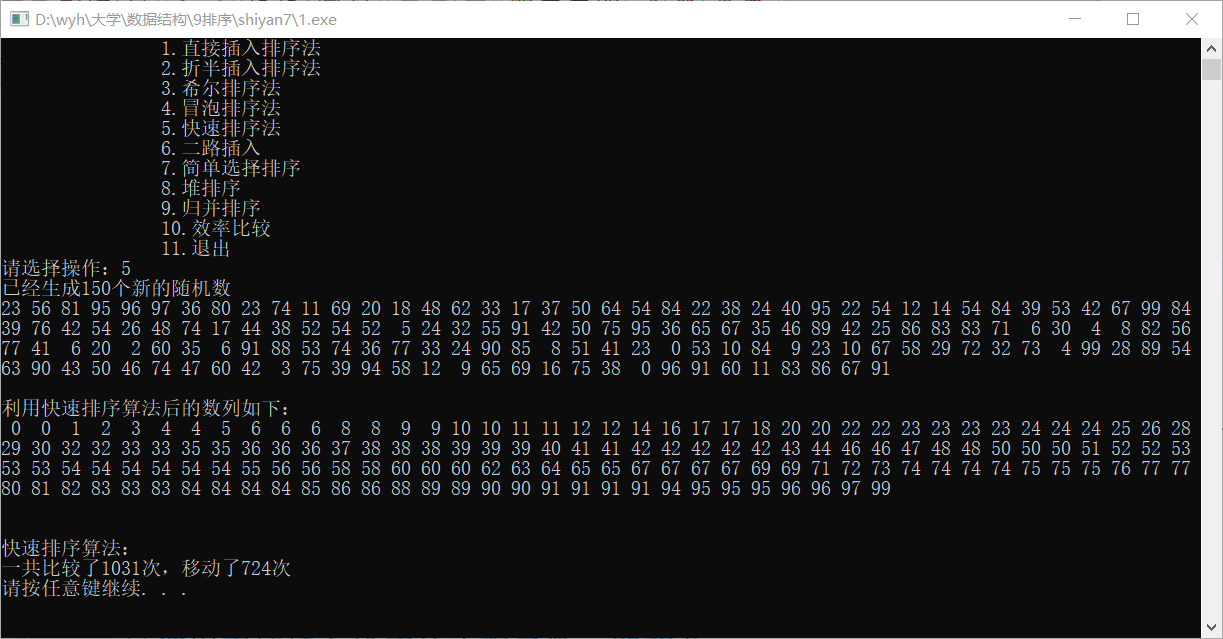 D:\wyh\大学\数据结构\9排序\shiyan7\1.exe
1.直接插入排序法
2.折半插入排序法
3.希尔排序法
4.冒泡排序法
5.快速排序法
6.二路插入
7.简单选择排序
8.堆排序
9.归并排序
10.效率比较
11.退出
请选择操作：5
已经生成150个新的随机数
23 56 81 95 96 97 36 80 23 74 11 69 20 18 48 62 33 17 37 50 64 54 84 22 38 24 40 95 22 54 12 14 54 84 39 53 42 67 99 84
39 76 42 54 26 48 74 17 44 38 52 54 52  5 24 32 55 91 42 50 75 95 36 65 67 35 46 89 42 25 86 83 83 71  6 30  4  8 82 56
77 41  6 20  2 60 35  6 91 88 53 74 36 77 33 24 90 85  8 51 41 23  0 53 10 84  9 23 10 67 58 29 72 32 73  4 99 28 89 54
63 90 43 50 46 74 47 60 42  3 75 39 94 58 12  9 65 69 16 75 38  0 96 91 60 11 83 86 67 91
利用快速排序算法后的数列如下：
0  0  1  2  3  4  4  5  6  6  6  8  8  9  9 10 10 11 11 12 12 14 16 17 17 18 20 20 22 22 23 23 23 23 24 24 24 25 26 28
29 30 32 32 33 33 35 35 36 36 36 37 38 38 38 39 39 39 40 41 41 42 42 42 42 42 43 44 46 46 47 48 48 50 50 50 51 52 52 53
53 53 54 54 54 54 54 54 55 56 56 58 58 60 60 60 62 63 64 65 65 67 67 67 67 69 69 71 72 73 74 74 74 74 75 75 75 76 77 77
80 81 82 83 83 83 84 84 84 84 85 86 86 88 89 89 90 90 91 91 91 91 94 95 95 95 96 96 97 99
快速排序算法：
一共比较了1031次，移动了724次
请按任意键继续. . .